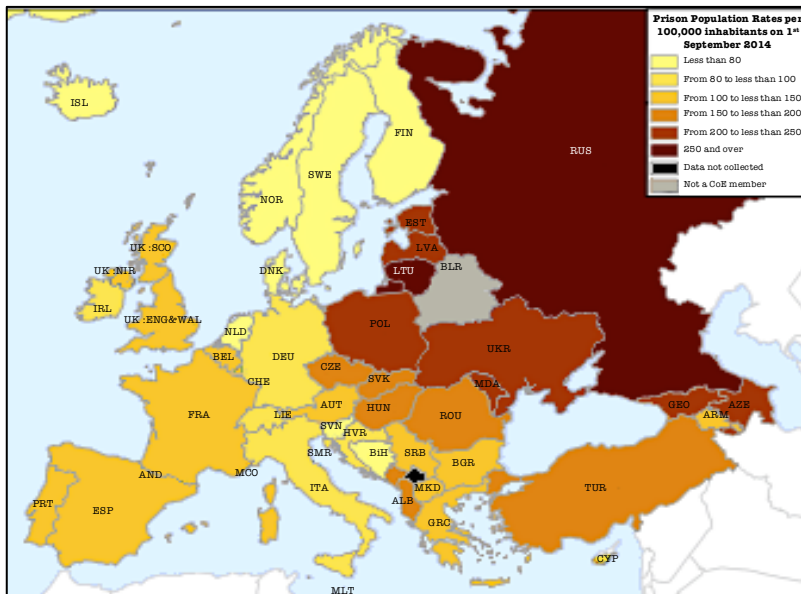 Prison Population Rates per
100,000 inhabitants on 1st
September 2014
Less than 80
From 80 to less than 100
From 100 to less than 150
From 150 to less than 200
From 200 to less than 250
250 and over
Data not collected
Not a CoE member
ISL
FIN
RUS
SWE
NOR
EST
UK :SCO
LVA
BLR
UK :NIR
DNK
LTU
IRL
UK :ENG&WAL
NLD
POL
BEL
DEU
UKR
CZE
CHE
SVK
MDA
AUT
HUN
GEO
AZE
FRA
LIE
ROU
ARM
SVN
HVR
SMR
BiH
SRB
BGR
AND
MCO
ITA
MKD
PRT
ESP
ALB
TUR
GRC
CYP
MLT